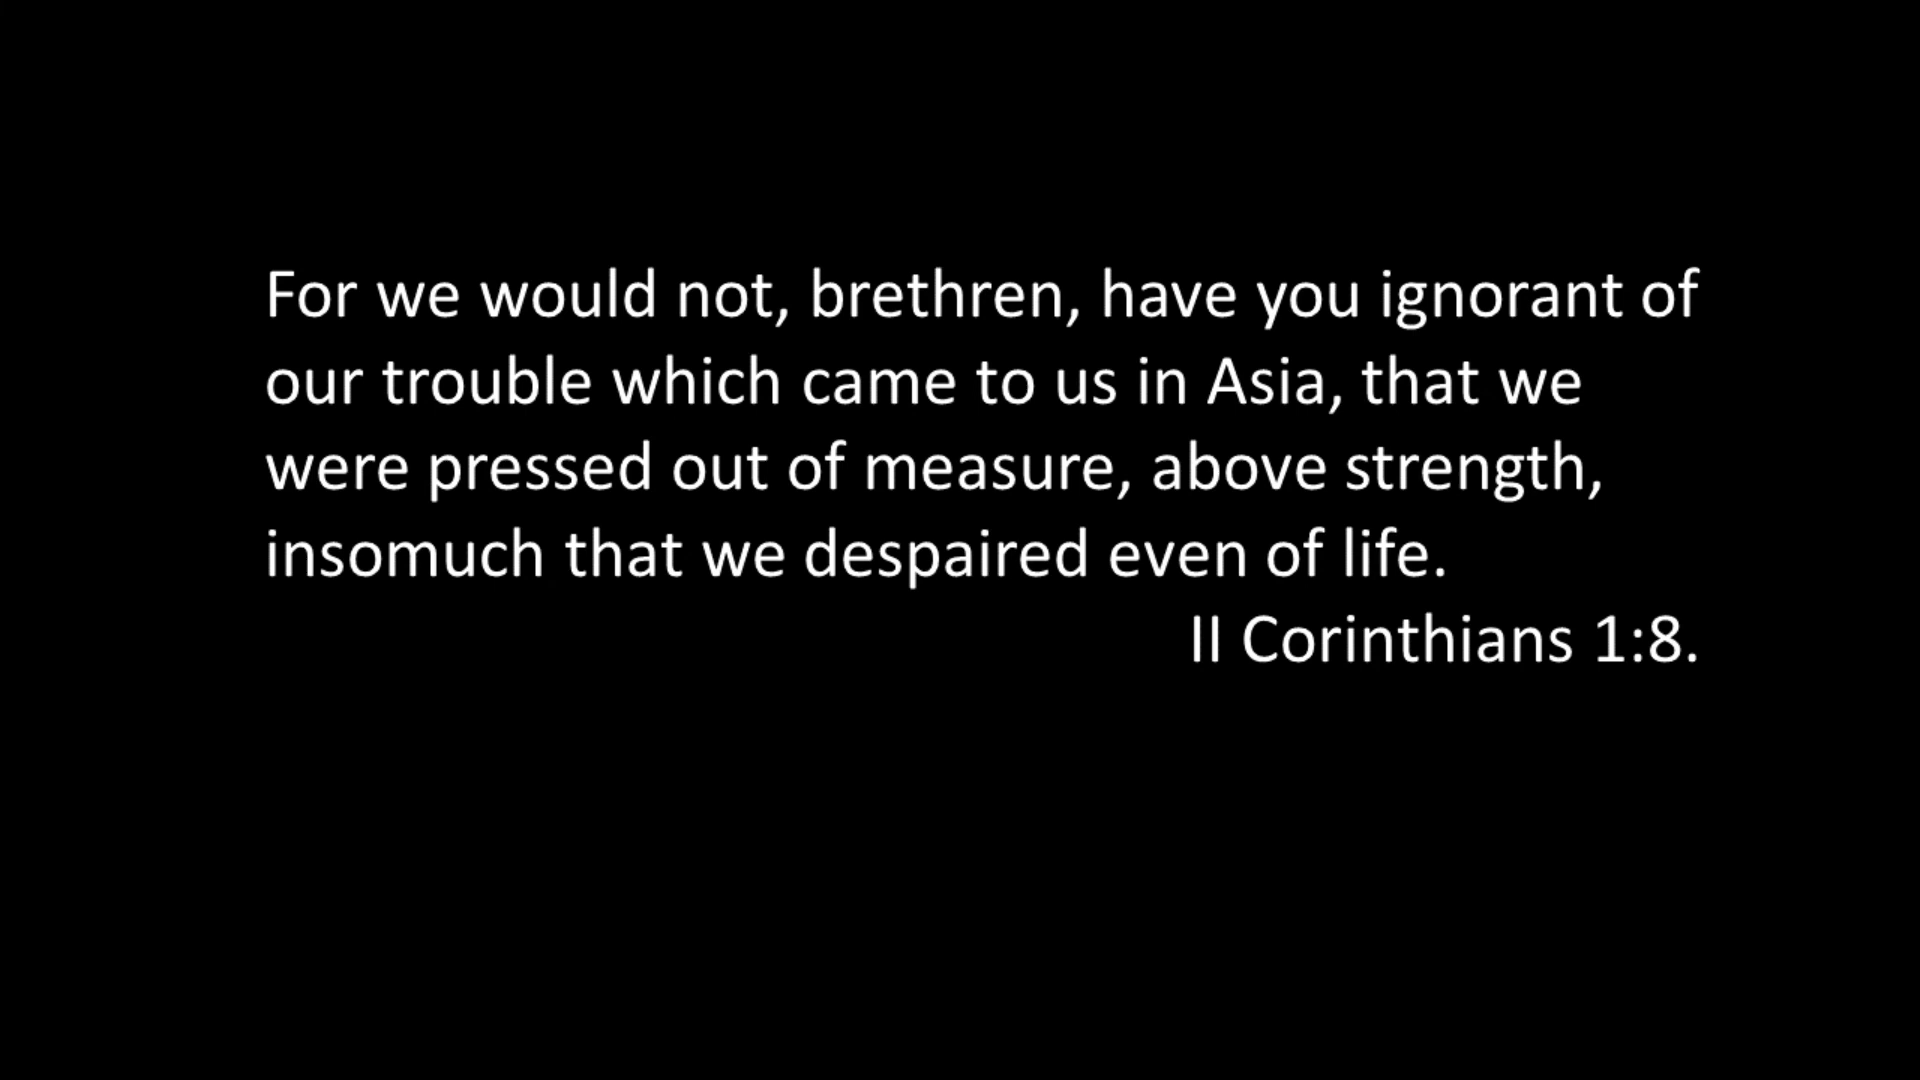 For we would not, brethren, have you ignorant of
our trouble which came to us in Asia, that we
were pressed out of measure, above strength,
insomuch that we despaired even of life.
II Corinthians 1:8.